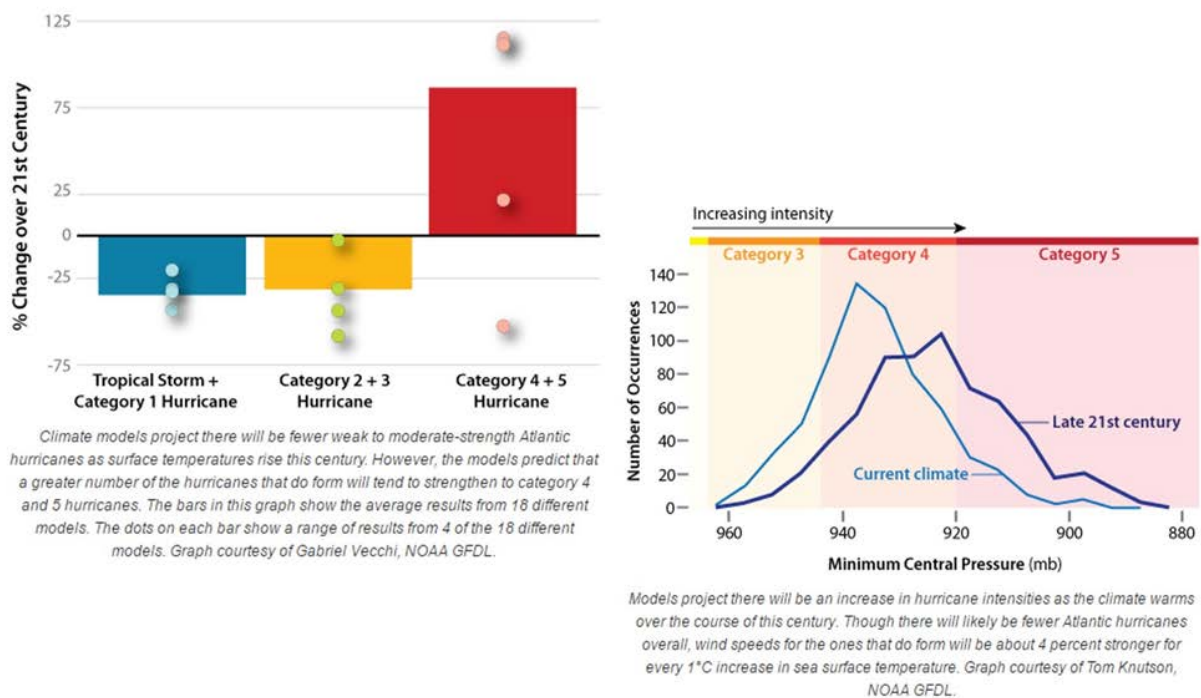 % Change over 21st Century
125
75
25
0
-25
-75
Tropical Storm +
Category 1 Hurricane
Category 2 + 3
Hurricane
Category 4 + 5
Hurricane
Climate models project there will be fewer weak to moderate-strength Atlantic
hurricanes as surface temperatures rise this century. However, the models predict that
a greater number of the hurricanes that do form will tend to strengthen to category 4
and 5 hurricanes. The bars in this graph show the average results from 18 different
models. The dots on each bar show a range of results from 4 of the 18 different
models. Graph courtesy of Gabriel Vecchi, NOAA GFDL.
Increasing intensity
Category 3
Category 4
Category 5
Number of Occurrences
140
120
100
80
60
40
20
0
Late 21st century
Current climate
960
940
920
900
880
Minimum Central Pressure (mb)
Models project there will be an increase in hurricane intensities as the climate warms
over the course of this century. Though there will likely be fewer Atlantic hurricanes
overall, wind speeds for the ones that do form will be about 4 percent stronger for
every 1°C increase in sea surface temperature. Graph courtesy of Tom Knutson,
NOAA GFDL.